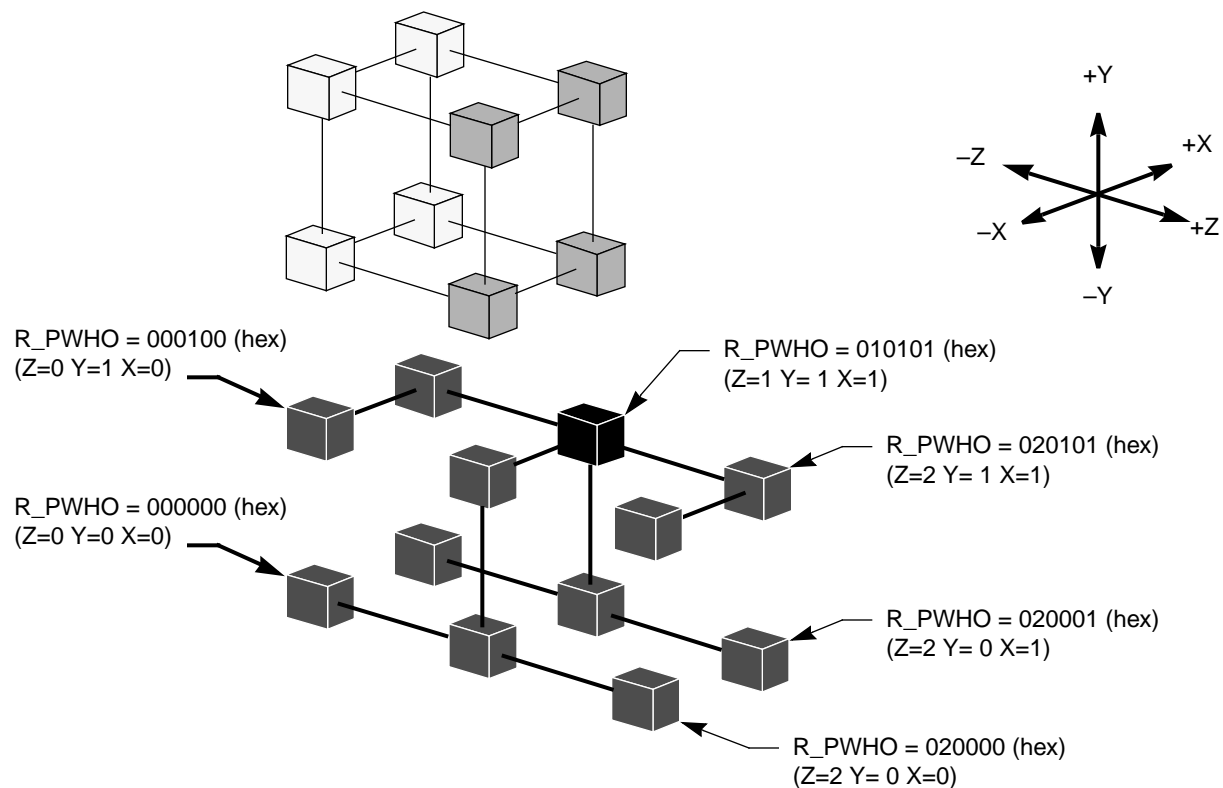 +Y
–Z
+X
–X
+Z
–Y
R_PWHO = 000100 (hex)
(Z=0 Y=1 X=0)
R_PWHO = 010101 (hex)
(Z=1 Y= 1 X=1)
R_PWHO = 020101 (hex)
(Z=2 Y= 1 X=1)
R_PWHO = 000000 (hex)
(Z=0 Y=0 X=0)
R_PWHO = 020001 (hex)
(Z=2 Y= 0 X=1)
R_PWHO = 020000 (hex)
(Z=2 Y= 0 X=0)